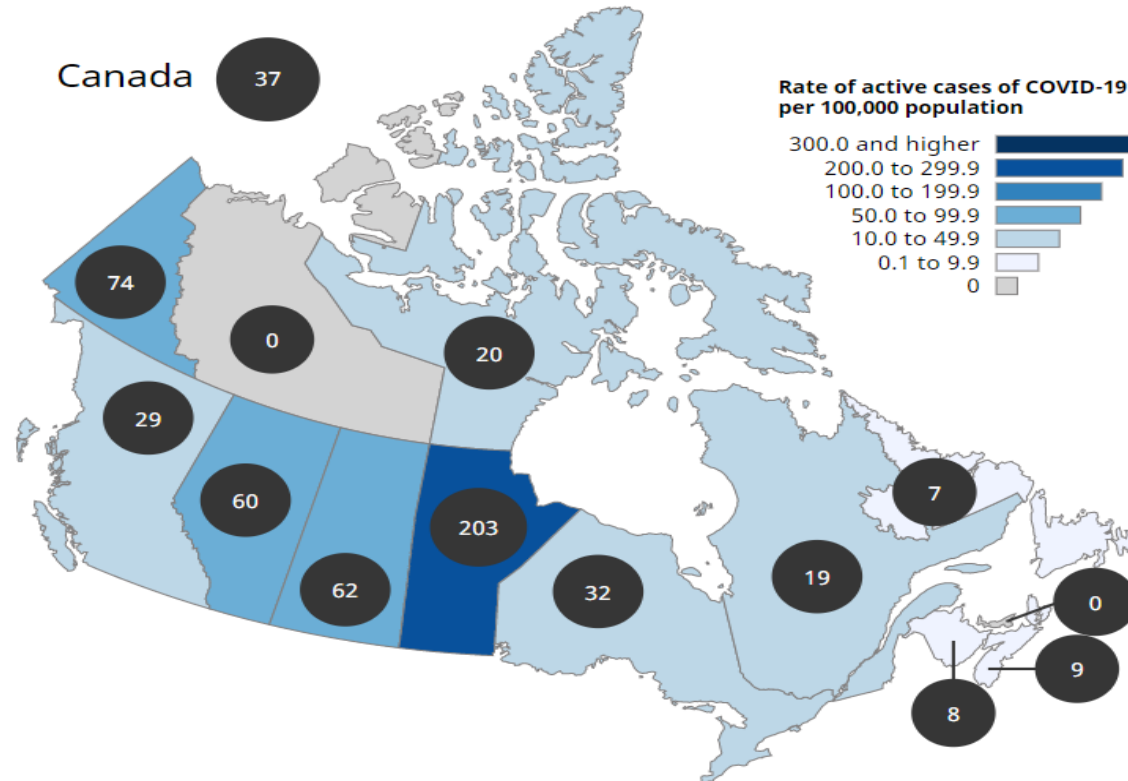 Canada 37
Rate of active cases of COVID-19
per 100,000 population
300.0 and higher
200.0 to 299.9
100.0 to 199.9
50.0 to 99.9
10.0 to 49.9
0.1 to 9.9
0
74
0
20
29
60
203
62
32
19
7
0
9
8